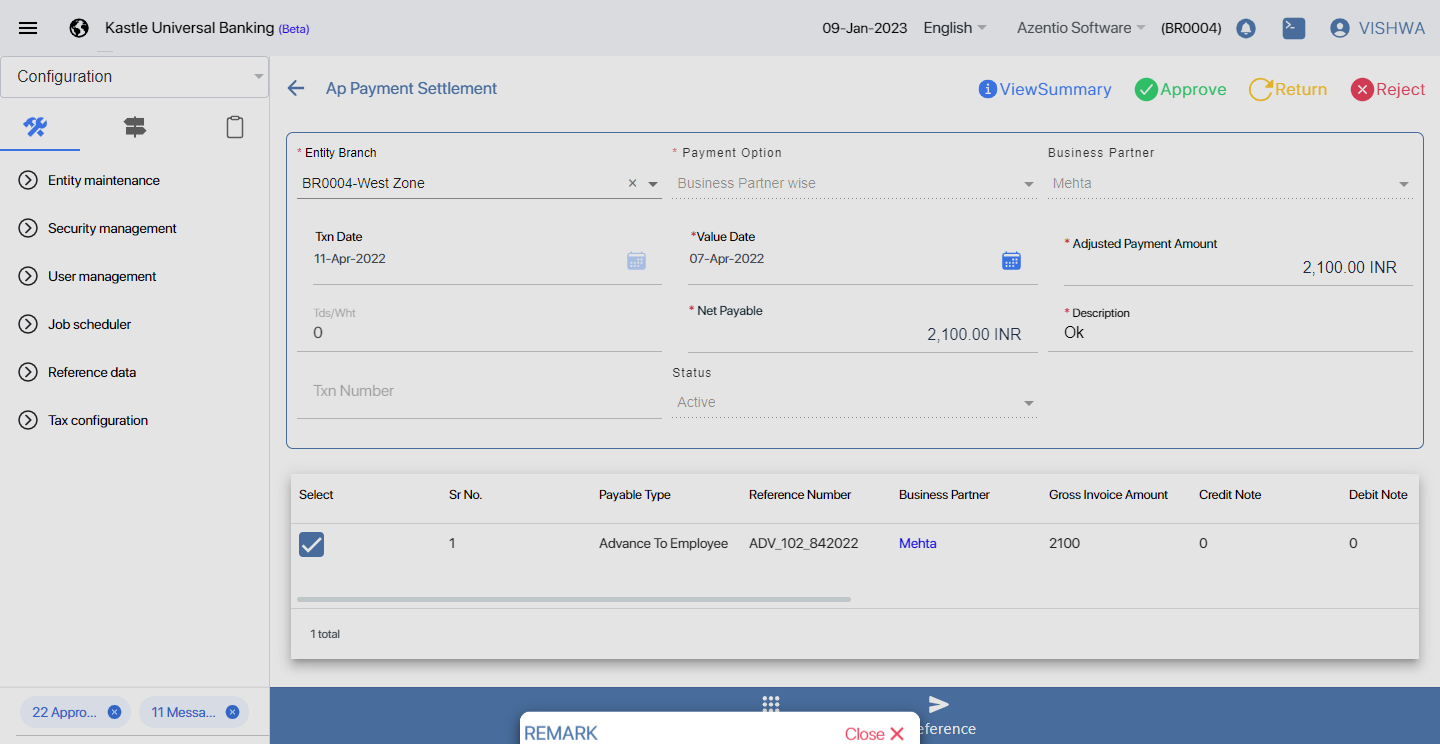 Kastle Universal Banking (Beta)
09-Jan-2023 English Azentio Software (BR0004) VISHWA
Configuration
Ap Payment Settlement
ViewSummary Approve Return Reject
Entity maintenance
Security management
User management
Job scheduler
Reference data
Tax configuration
* Entity Branch
BR0004-West Zone
* Payment Option
Business Partner wise
Business Partner
Mehta
Txn Date
11-Apr-2022
*Value Date
07-Apr-2022
* Adjusted Payment Amount
2,100.00 INR
Tds/Wht
0
* Net Payable
2,100.00 INR
* Description
Ok
Txn Number
Status
Active
Select Sr No. Payable Type Reference Number Business Partner Gross Invoice Amount Credit Note Debit Note
1 Advance To Employee ADV_102_842022 Mehta 2100 0 0
1 total
22 Appro... 11 Messa...
eference
REMARK Close